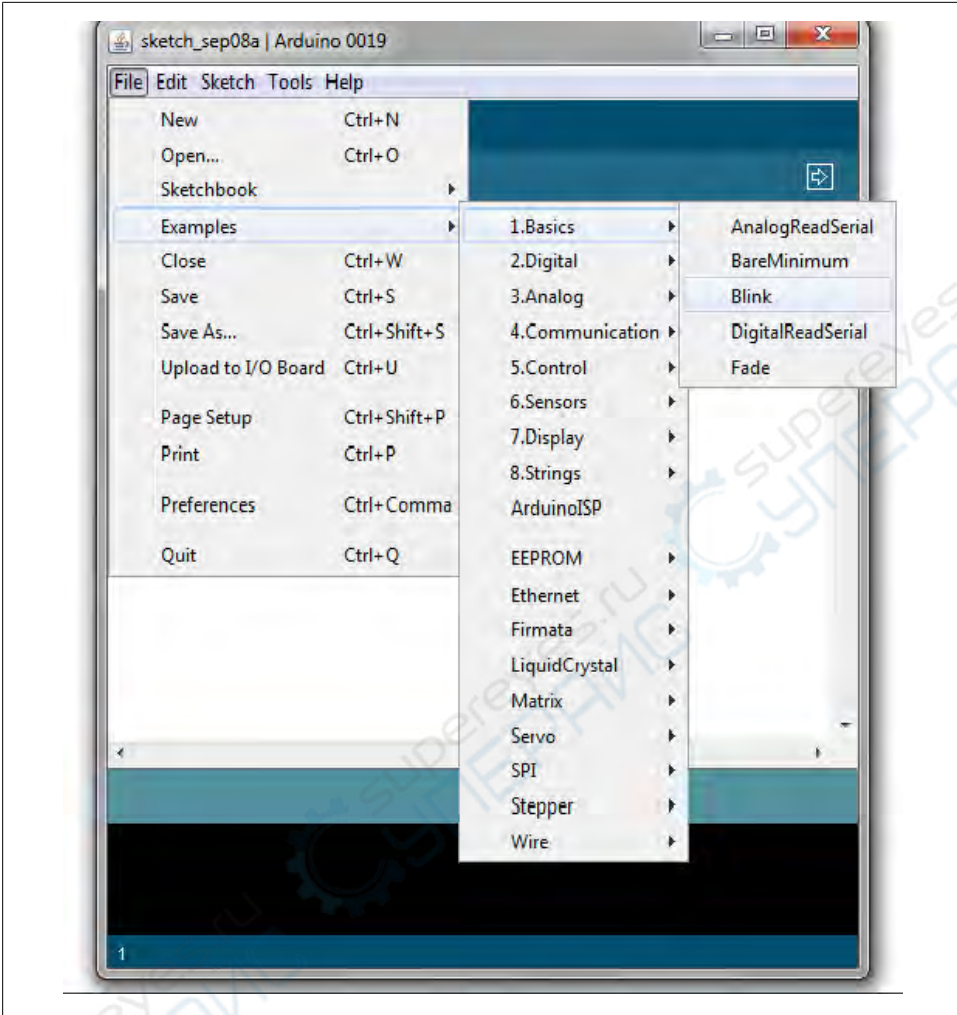 sketch_sep08a | Arduino 0019
File Edit Sketch Tools Help
New Ctrl+N
Open... Ctrl+O
Sketchbook
Examples
Close Ctrl+W
Save Ctrl+S
Save As... Ctrl+Shift+S
Upload to I/O Board Ctrl+U
Page Setup Ctrl+Shift+P
Print Ctrl+P
Preferences Ctrl+Comma
Quit Ctrl+Q
1.Basics
2.Digital
3.Analog
4.Communication
5.Control
6.Sensors
7.Display
8.Strings
ArduinoISP
EEPROM
Ethernet
Firmata
LiquidCrystal
Matrix
Servo
SPI
Stepper
Wire
AnalogReadSerial
BareMinimum
Blink
DigitalReadSerial
Fade
1
supereyes.ru
СУПЕРАЙС